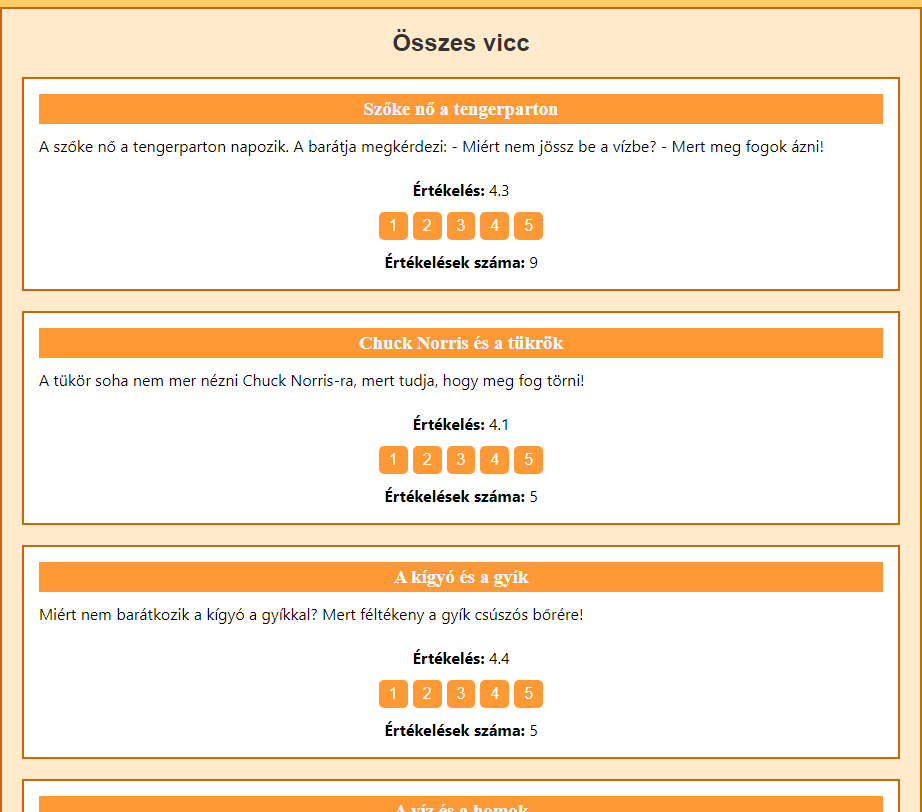 Összes vicc
Szőke nő a tengerparton
A szőke nő a tengerparton napozik. A barátja megkérdezi: - Miért nem jössz be a vízbe? - Mert meg fogok ázni!
Értékelés: 4.3
1 2 3 4 5
Értékelések száma: 9
Chuck Norris és a tükrök
A tükör soha nem mer nézni Chuck Norris-ra, mert tudja, hogy meg fog törni!
Értékelés: 4.1
1 2 3 4 5
Értékelések száma: 5
A kígyó és a gyík
Miért nem barátkozik a kígyó a gyíkkal? Mert féltékeny a gyík csúszós bőrére!
Értékelés: 4.4
1 2 3 4 5
Értékelések száma: 5
A víz és a homok